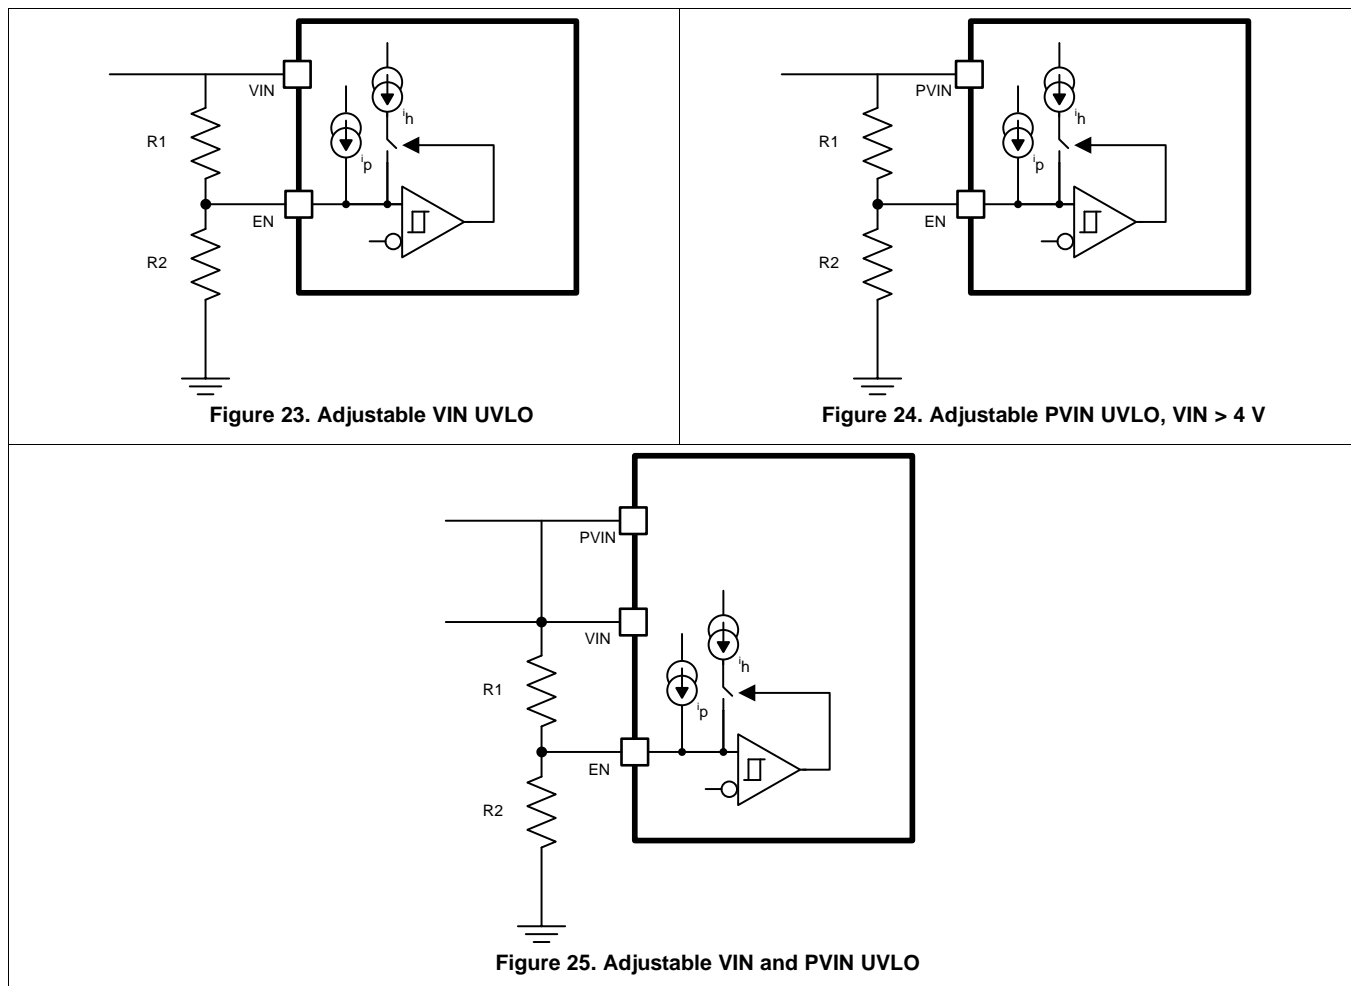 VIN
ih
R1
ip
EN
R2
Figure 23. Adjustable VIN UVLO
PVIN
ih
R1
ip
EN
R2
Figure 24. Adjustable PVIN UVLO, VIN > 4 V
PVIN
VIN
ih
R1
ip
EN
R2
Figure 25. Adjustable VIN and PVIN UVLO